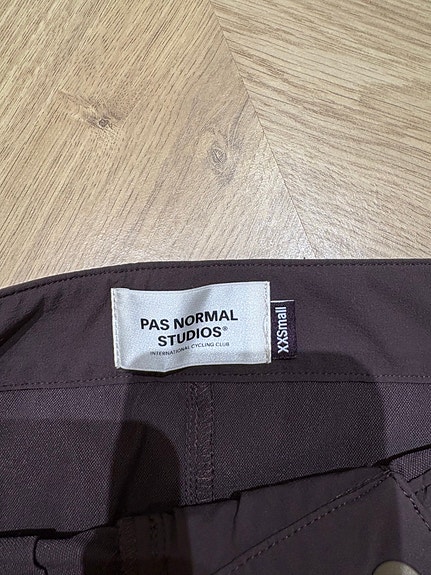 PAS NORMAL
STUDIOS®
INTERNATIONAL CYCLING CLUB
XXSmall